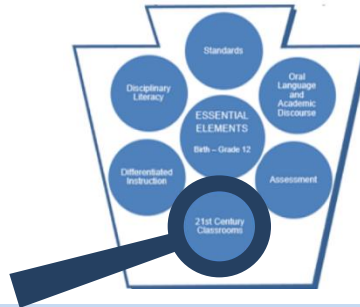 Standards
Disciplinary
Literacy
Oral
Language
and
Academic
Discourse
ESSENTIAL
ELEMENTS
Birth – Grade 12
Differentiated
Instruction
Assessment
21st Century
Classrooms